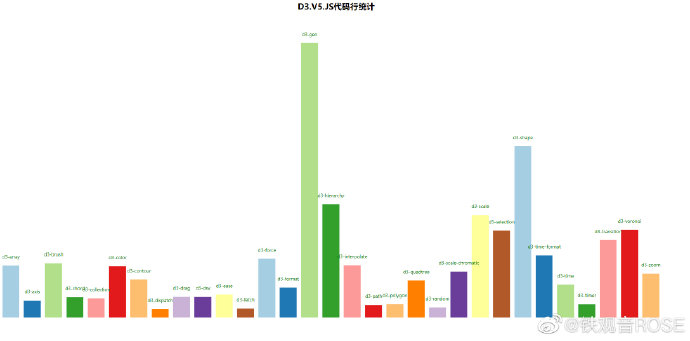 D3.V5.JS代码行统计
d3-array
d3-axis
d3-brush
d3-chord
d3-collection
d3-color
d3-contour
d3-dispatch
d3-drag
d3-dsv
d3-ease
d3-fetch
d3-force
d3-format
d3-geo
d3-hierarchy
d3-interpolate
d3-path
d3-polygon
d3-quadtree
d3-random
d3-scale-chromatic
d3-scale
d3-selection
d3-shape
d3-time-format
d3-time
d3-timer
d3-transition
d3-voronoi
d3-zoom
@铁观音ROSE